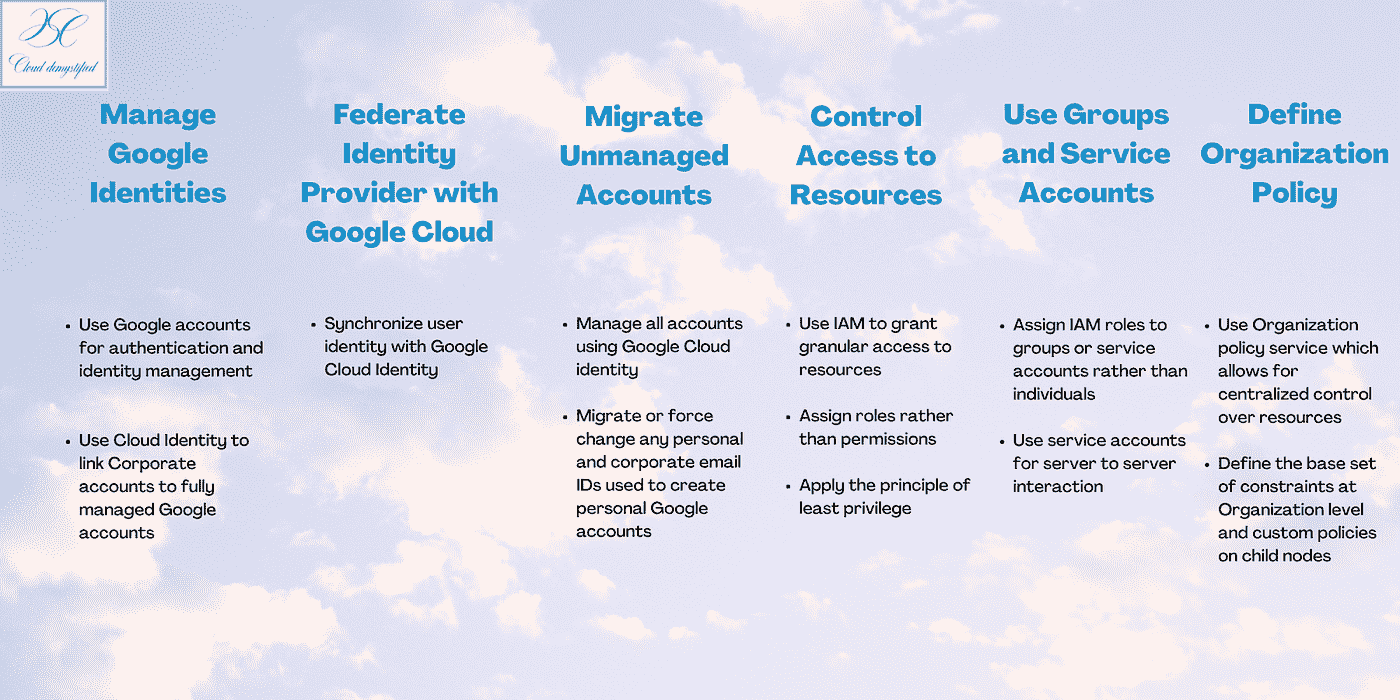 Cloud demystified
Manage
Google
Identities
• Use Google accounts
for authentication and
identity management
• Use Cloud Identity to
link Corporate
accounts to fully
managed Google
accounts
Federate
Identity
Provider with
Google Cloud
• Synchronize user
identity with Google
Cloud Identity
Migrate
Unmanaged
Accounts
• Manage all accounts
using Google Cloud
identity
• Migrate or force
change any personal
and corporate email
IDs used to create
personal Google
accounts
Control
Access to
Resources
• Use IAM to grant
granular access to
resources
• Assign roles rather
than permissions
• Apply the principle of
least privilege
Use Groups
and Service
Accounts
• Assign IAM roles to
groups or service
accounts rather than
individuals
• Use service accounts
for server to server
interaction
Define
Organization
Policy
• Use Organization
policy service which
allows for
centralized control
over resources
• Define the base set
of constraints at
Organization level
and custom policies
on child nodes